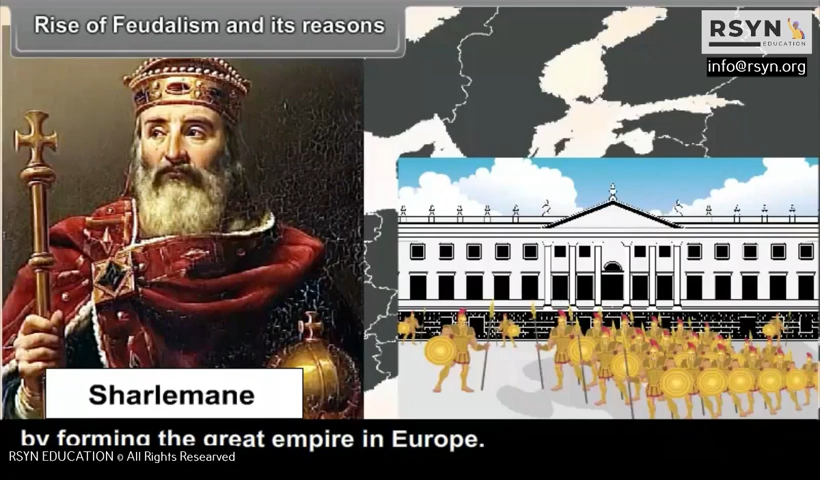 Rise of Feudalism and its reasons
RSYN
EDUCATION
info@rsyn.org
Sharlemane
by forming the great empire in Europe.
RSYN EDUCATION © All Rights Researved